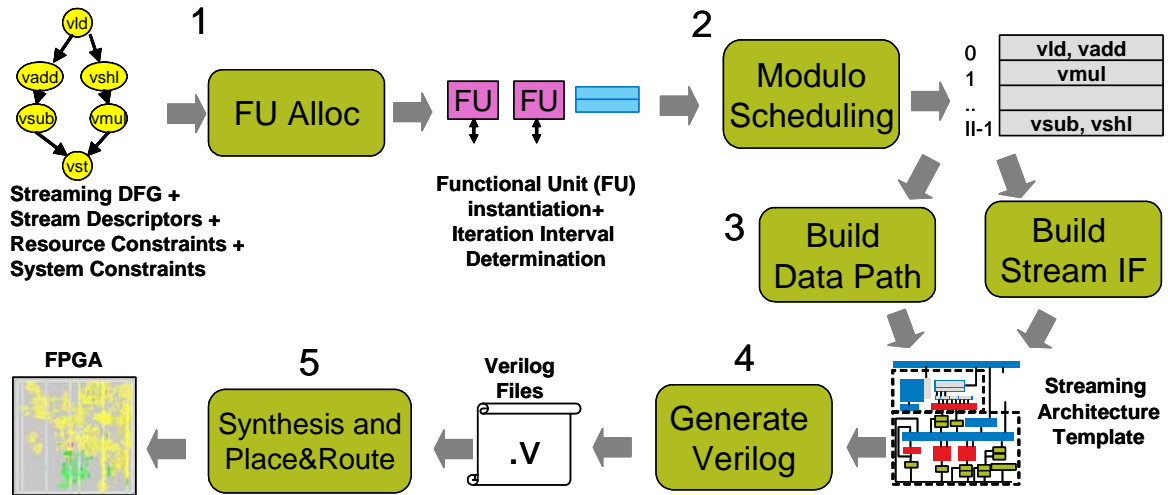 vld
vadd
vshl
vsub
vmul
vst
Streaming DFG +
Stream Descriptors +
Resource Constraints +
System Constraints
1
FU Alloc
FU
FU
Functional Unit (FU)
instantiation+
Iteration Interval
Determination
2
Modulo
Scheduling
0
vld, vadd
1
vmul
..
II-1
vsub, vshl
3
Build
Data Path
Build
Stream IF
Streaming
Architecture
Template
4
Generate
Verilog
Verilog
Files
.v
5
Synthesis and
Place&Route
FPGA